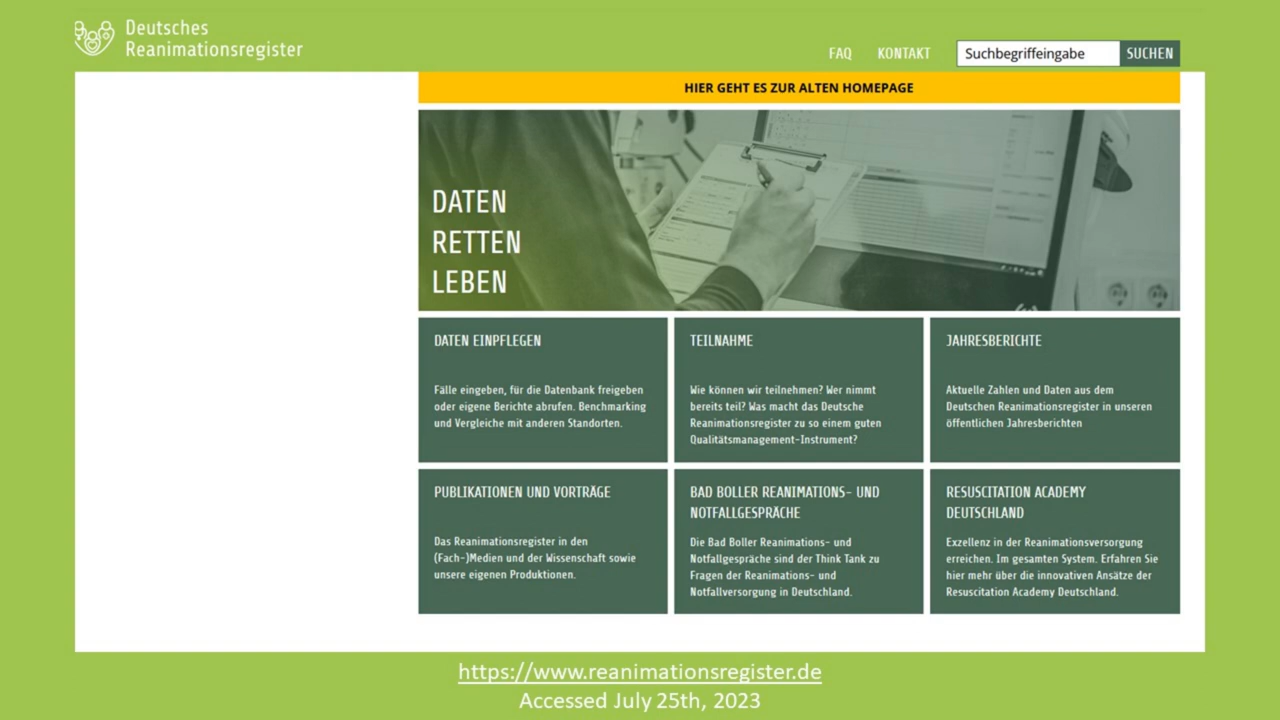 Deutsches
Reanimationsregister
FAQ
KONTAKT
Suchbegriffeingabe
SUCHEN
HIER GEHT ES ZUR ALTEN HOMEPAGE
DATEN
RETTEN
LEBEN
DATEN EINPFLEGEN
Fälle eingeben, für die Datenbank freigeben
oder eigene Berichte abrufen. Benchmarking
und Vergleiche mit anderen Standorten.
TEILNAHME
Wie können wir teilnehmen? Wer nimmt
bereits teil? Was macht das Deutsche
Reanimationsregister zu so einem guten
Qualitätsmanagement-Instrument?
JAHRESBERICHTE
Aktuelle Zahlen und Daten aus dem
Deutschen Reanimationsregister in unseren
öffentlichen Jahresberichten
PUBLIKATIONEN UND VORTRÄGE
Das Reanimationsregister in den
(Fach-)Medien und der Wissenschaft sowie
unsere eigenen Produktionen.
BAD BOLLER REANIMATIONS- UND
NOTFALLGESPRÄCHE
Die Bad Boller Reanimations- und
Notfallgespräche sind der Think Tank zu
Fragen der Reanimations- und
Notfallversorgung in Deutschland.
RESUSCITATION ACADEMY
DEUTSCHLAND
Exzellenz in der Reanimationsversorgung
erreichen. Im gesamten System. Erfahren Sie
hier mehr über die innovativen Ansätze der
Resuscitation Academy Deutschland.
https://www.reanimationsregister.de
Accessed July 25th, 2023